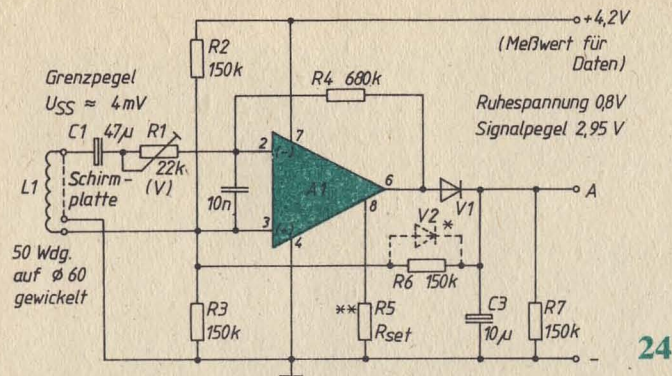 +4,2V
(Meßwert für
Daten)
Ruhespannung 0,8V
Signalpegel 2,95 V
Grenzpegel
USS ≈ 4mV
C1
47µ
R1
22k
(V)
L1
Schirm-
platte
50 Wdg.
auf ø 60
gewickelt
R2
150k
R4 680k
10n
2
(-)
7
3
(-)
4
A1
6
8
V1
A
V2
*
R6 150k
R3
150k
**
R5
Rset
C3
10µ
R7
150k
-
24